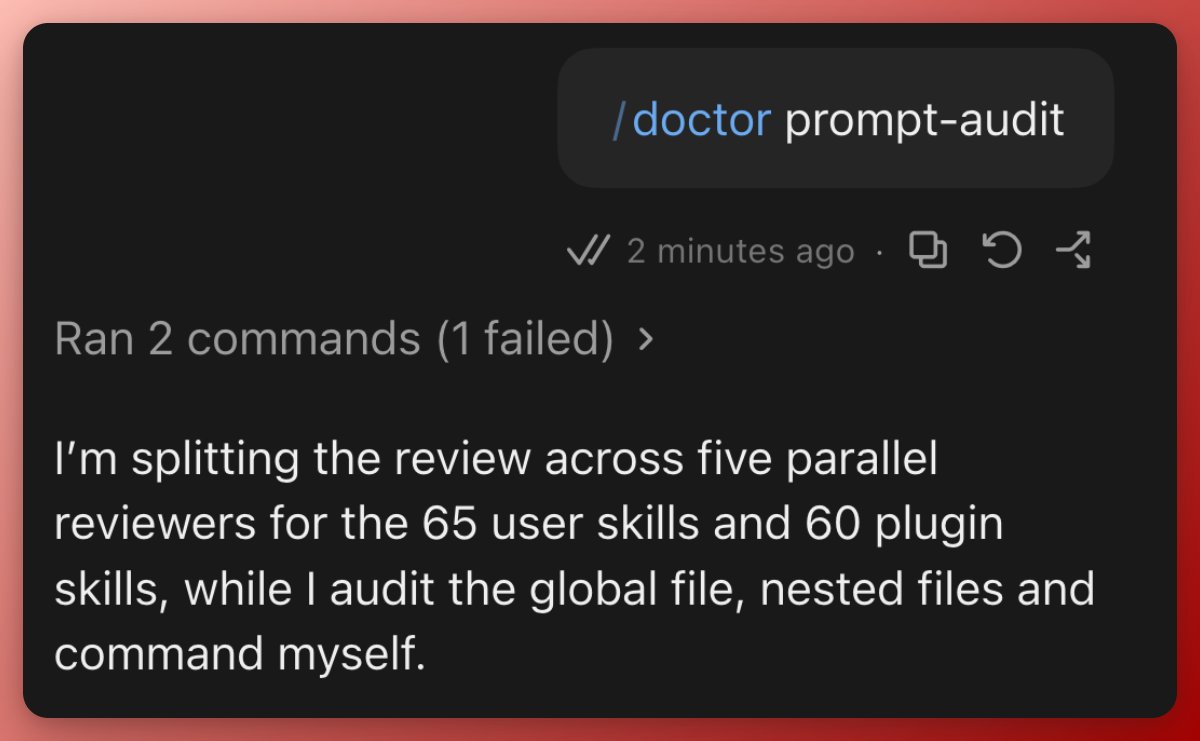 /doctor prompt-audit
2 minutes ago ·
Ran 2 commands (1 failed) >
I’m splitting the review across five parallel
reviewers for the 65 user skills and 60 plugin
skills, while I audit the global file, nested files and
command myself.